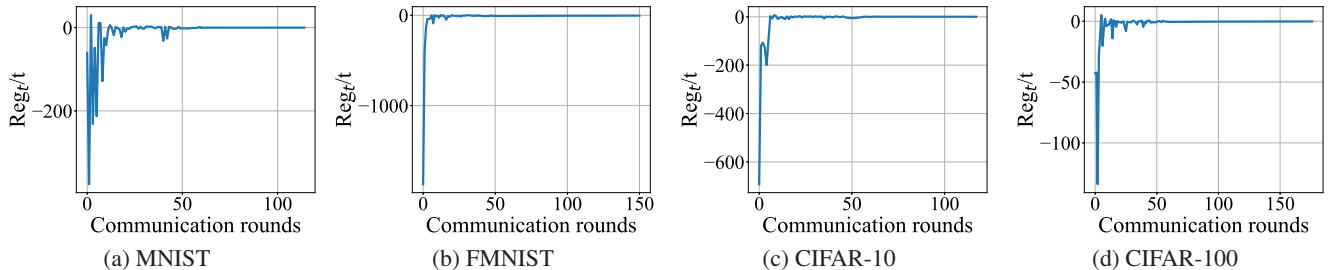 0
−200
Reg_t/t
0 50 100
Communication rounds
(a) MNIST
0
−1000
Reg_t/t
0 50 100 150
Communication rounds
(b) FMNIST
0
−200
−400
−600
Reg_t/t
0 50 100
Communication rounds
(c) CIFAR-10
0
−50
−100
Reg_t/t
0 50 100 150
Communication rounds
(d) CIFAR-100